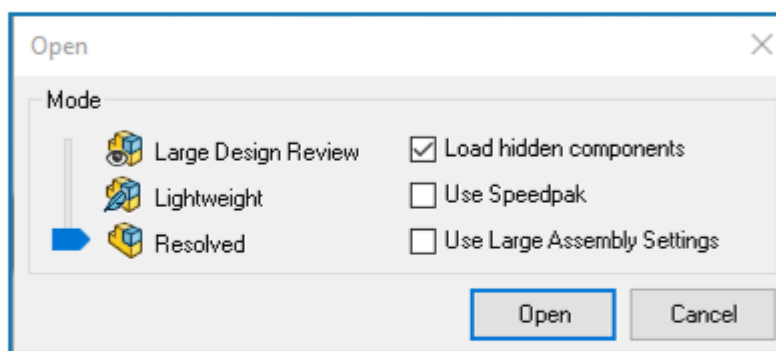 Open
Mode
Large Design Review
Lightweight
Resolved
Load hidden components
Use Speedpak
Use Large Assembly Settings
Open
Cancel